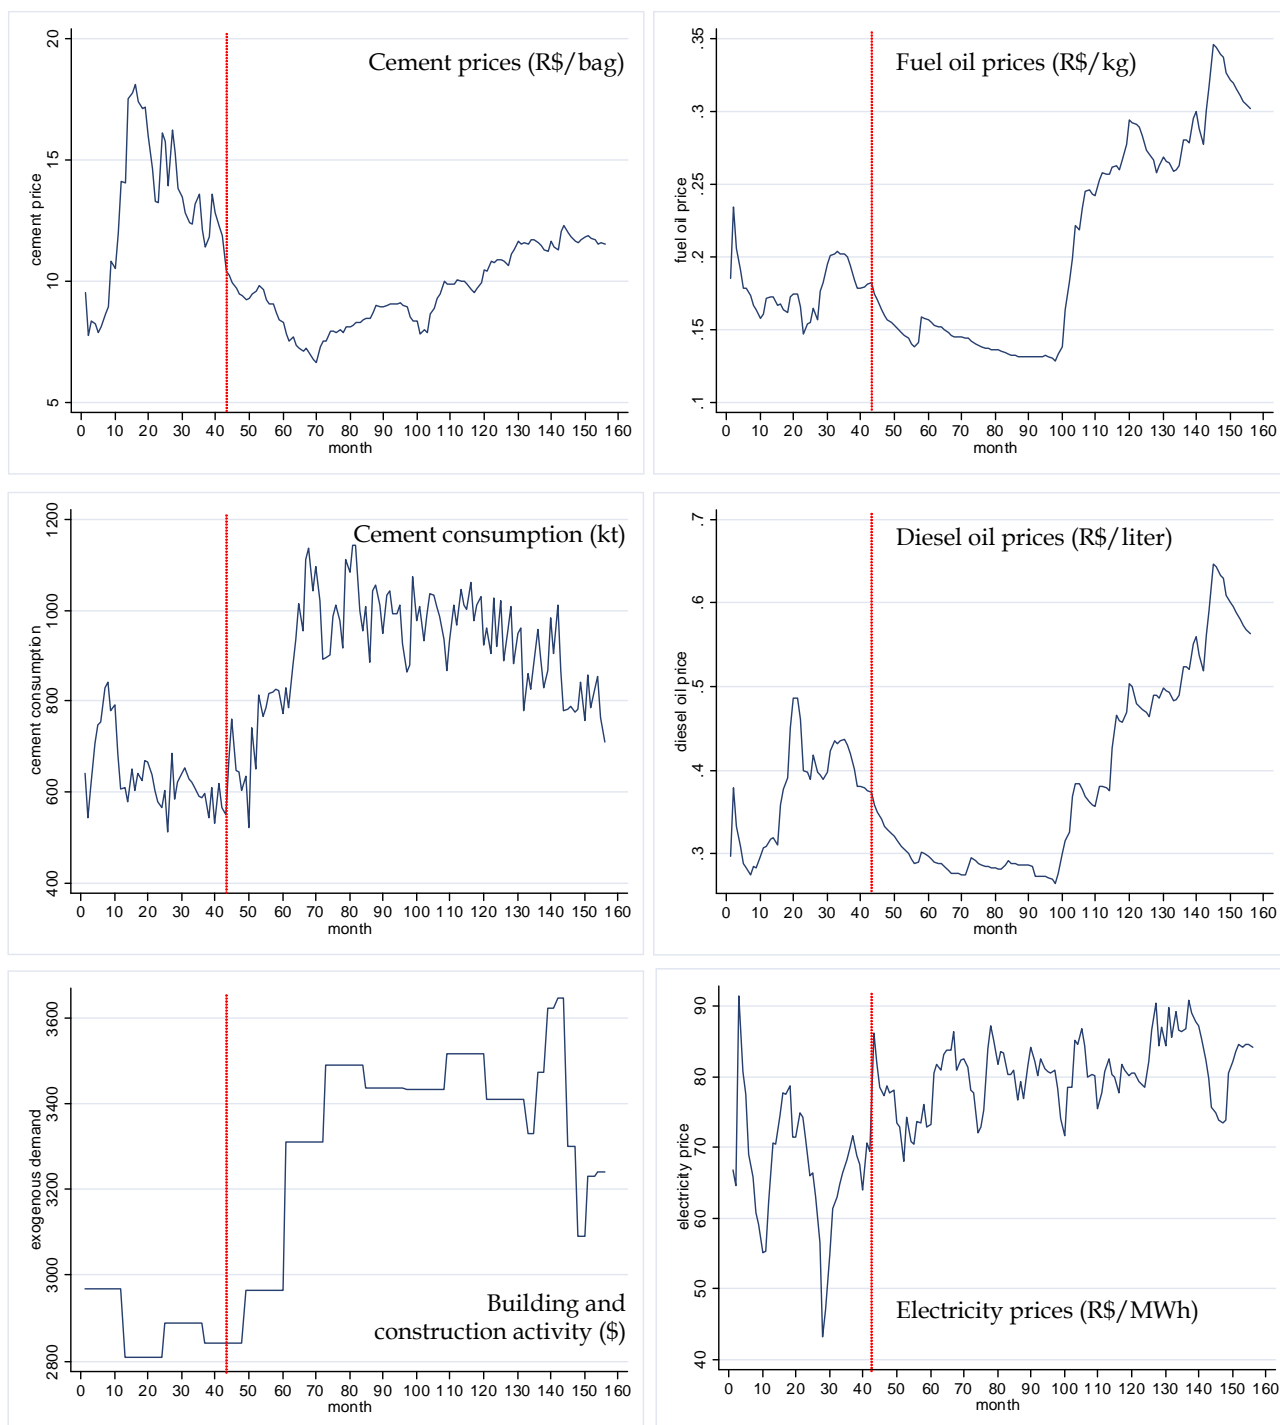 Cement prices (R$/bag)
cement price
20
15
10
5
0 10 20 30 40 50 60 70 80 90 100 110 120 130 140 150 160
month
Fuel oil prices (R$/kg)
fuel oil price
.35
.3
.25
.2
.15
.1
0 10 20 30 40 50 60 70 80 90 100 110 120 130 140 150 160
month
Cement consumption (kt)
cement consumption
1200
1000
800
600
400
0 10 20 30 40 50 60 70 80 90 100 110 120 130 140 150 160
month
Diesel oil prices (R$/liter)
diesel oil price
.7
.6
.5
.4
.3
0 10 20 30 40 50 60 70 80 90 100 110 120 130 140 150 160
month
Building and
construction activity ($)
exogenous demand
3600
3400
3200
3000
2800
0 10 20 30 40 50 60 70 80 90 100 110 120 130 140 150 160
month
Electricity prices (R$/MWh)
electricity price
90
80
70
60
50
40
0 10 20 30 40 50 60 70 80 90 100 110 120 130 140 150 160
month